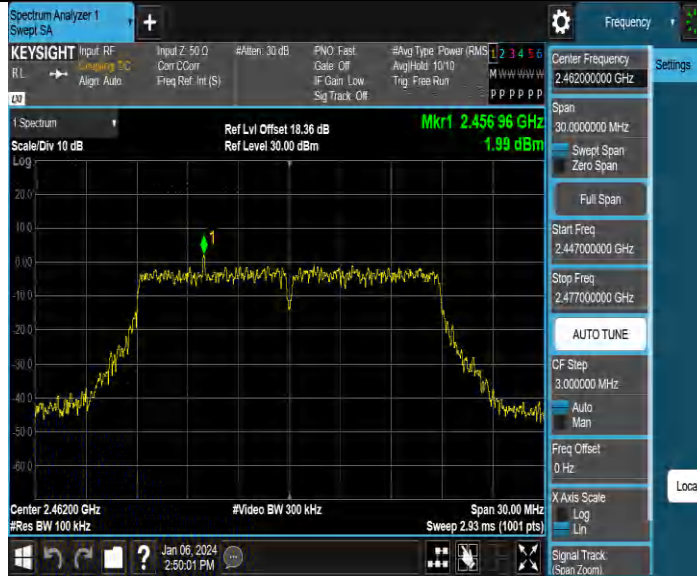 Spectrum Analyzer 1
Swept SA
+
Frequency
KEYSIGHT
RL
Input: RF
Coupling: DC
Align: Auto
Input Z: 50 Ω
Corr CCorr
Freq Ref: Int (S)
#Atten: 30 dB
PNO: Fast
Gate: Off
IF Gain: Low
Sig Track: Off
#Avg Type: Power (RMS
Avg|Hold: 10/10
Trig: Free Run
1 2 3 4 5 6
M W W W W W
P P P P P P
1 Spectrum
Scale/Div 10 dB
Ref Lvl Offset 18.36 dB
Ref Level 30.00 dBm
Mkr1 2.456 96 GHz
1.99 dBm
Log
20.0
10.0
0.00
-10.0
-20.0
-30.0
-40.0
-50.0
-60.0
1
Center 2.46200 GHz
#Res BW 100 kHz
#Video BW 300 kHz
Span 30.00 MHz
Sweep 2.93 ms (1001 pts)
Jan 06, 2024
2:50:01 PM
?
Center Frequency
2.462000000 GHz
Settings
Span
30.0000000 MHz
Swept Span
Zero Span
Full Span
Start Freq
2.447000000 GHz
Stop Freq
2.477000000 GHz
AUTO TUNE
CF Step
3.000000 MHz
Auto
Man
Freq Offset
0 Hz
X Axis Scale
Log
Lin
Loca
Signal Track
(Span Zoom)